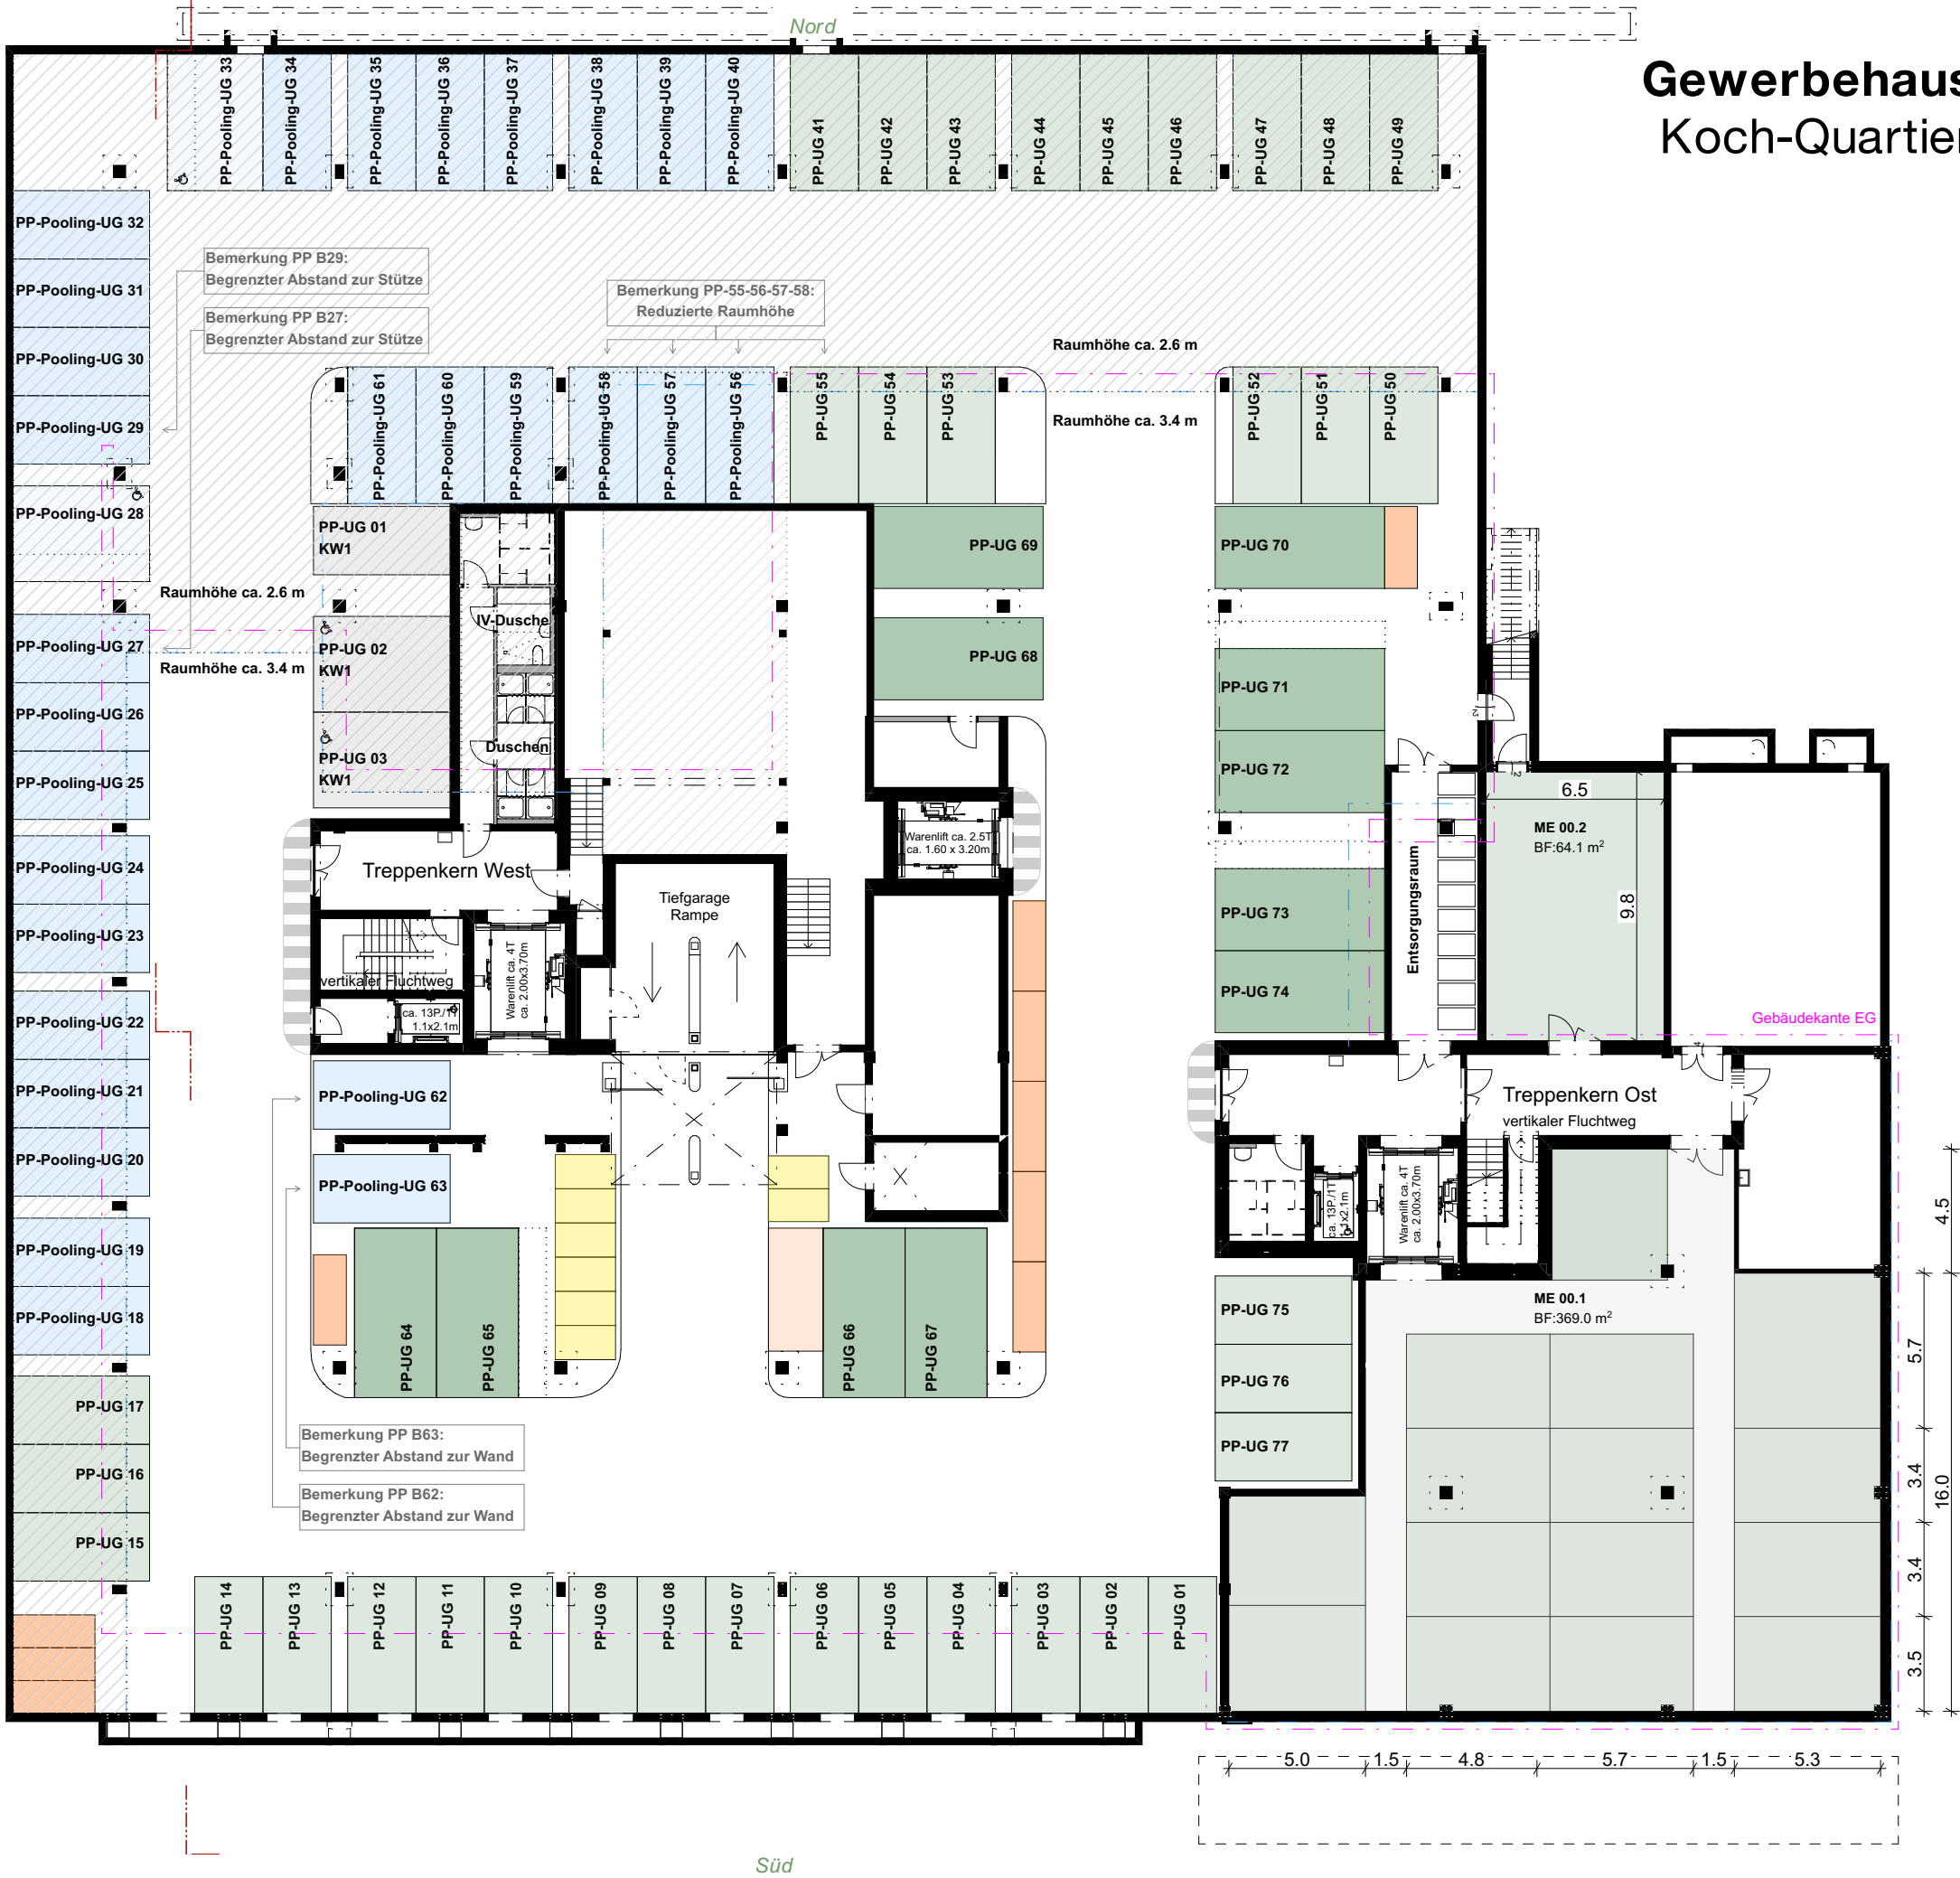 Nord
Gewerbehaus
Koch-Quartier
PP-Pooling-UG 33
PP-Pooling-UG 34
PP-Pooling-UG 35
PP-Pooling-UG 36
PP-Pooling-UG 37
PP-Pooling-UG 38
PP-Pooling-UG 39
PP-Pooling-UG 40
PP-UG 41
PP-UG 42
PP-UG 43
PP-UG 44
PP-UG 45
PP-UG 46
PP-UG 47
PP-UG 48
PP-UG 49
PP-Pooling-UG 32
PP-Pooling-UG 31
PP-Pooling-UG 30
PP-Pooling-UG 29
PP-Pooling-UG 28
PP-Pooling-UG 27
PP-Pooling-UG 26
PP-Pooling-UG 25
PP-Pooling-UG 24
PP-Pooling-UG 23
PP-Pooling-UG 22
PP-Pooling-UG 21
PP-Pooling-UG 20
PP-Pooling-UG 19
PP-Pooling-UG 18
PP-UG 17
PP-UG 16
PP-UG 15
Bemerkung PP B29:
Begrenzter Abstand zur Stütze
Bemerkung PP B27:
Begrenzter Abstand zur Stütze
Bemerkung PP-55-56-57-58:
Reduzierte Raumhöhe
Raumhöhe ca. 2.6 m
Raumhöhe ca. 3.4 m
PP-Pooling-UG 61
PP-Pooling-UG 60
PP-Pooling-UG 59
PP-Pooling-UG-58
PP-Pooling-UG 57
PP-Pooling-UG 56
PP-UG-55
PP-UG-54
PP-UG-53
PP-UG-52
PP-UG-51
PP-UG-50
PP-UG 01
KW1
PP-UG 02
KW1
PP-UG 03
KW1
Raumhöhe ca. 2.6 m
Raumhöhe ca. 3.4 m
IV-Dusche
Duschen
PP-UG 69
PP-UG 68
PP-UG 70
PP-UG 71
PP-UG 72
PP-UG 73
PP-UG 74
Warenlift ca. 2.5T
ca. 1.60 x 3.20m
Treppenkern West
vertikaler Fluchtweg
ca. 13P./1T
1.1x2.1m
Warenlift ca. 4T
ca. 2.00x3.70m
Tiefgarage
Rampe
Entsorgungsraum
6.5
ME 00.2
BF:64.1 m²
9.8
Gebäudekante EG
Treppenkern Ost
vertikaler Fluchtweg
ca. 13P./1T
1.1x2.1m
Warenlift ca. 4T
ca. 2.00x3.70m
PP-Pooling-UG 62
PP-Pooling-UG 63
PP-UG 64
PP-UG 65
PP-UG 66
PP-UG 67
PP-UG 75
PP-UG 76
PP-UG 77
ME 00.1
BF:369.0 m²
Bemerkung PP B63:
Begrenzter Abstand zur Wand
Bemerkung PP B62:
Begrenzter Abstand zur Wand
PP-UG 14
PP-UG 13
PP-UG 12
PP-UG 11
PP-UG 10
PP-UG 09
PP-UG 08
PP-UG 07
PP-UG 06
PP-UG 05
PP-UG 04
PP-UG 03
PP-UG 02
PP-UG 01
4.5
5.7
3.4
16.0
3.4
3.5
5.0
1.5
4.8
5.7
1.5
5.3
Süd